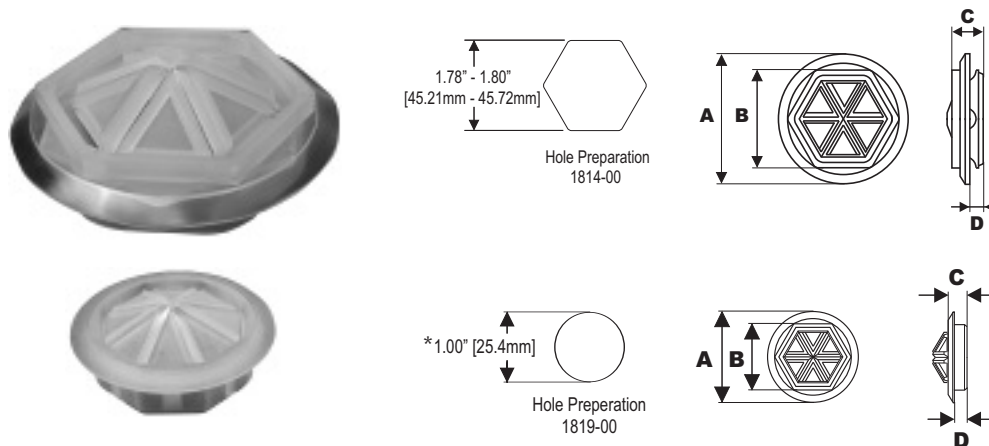 C
1.78” - 1.80”
[45.21mm - 45.72mm]
A
B
Hole Preparation
1814-00
D
C
*1.00” [25.4mm]
A
B
Hole Preperation
1819-00
D